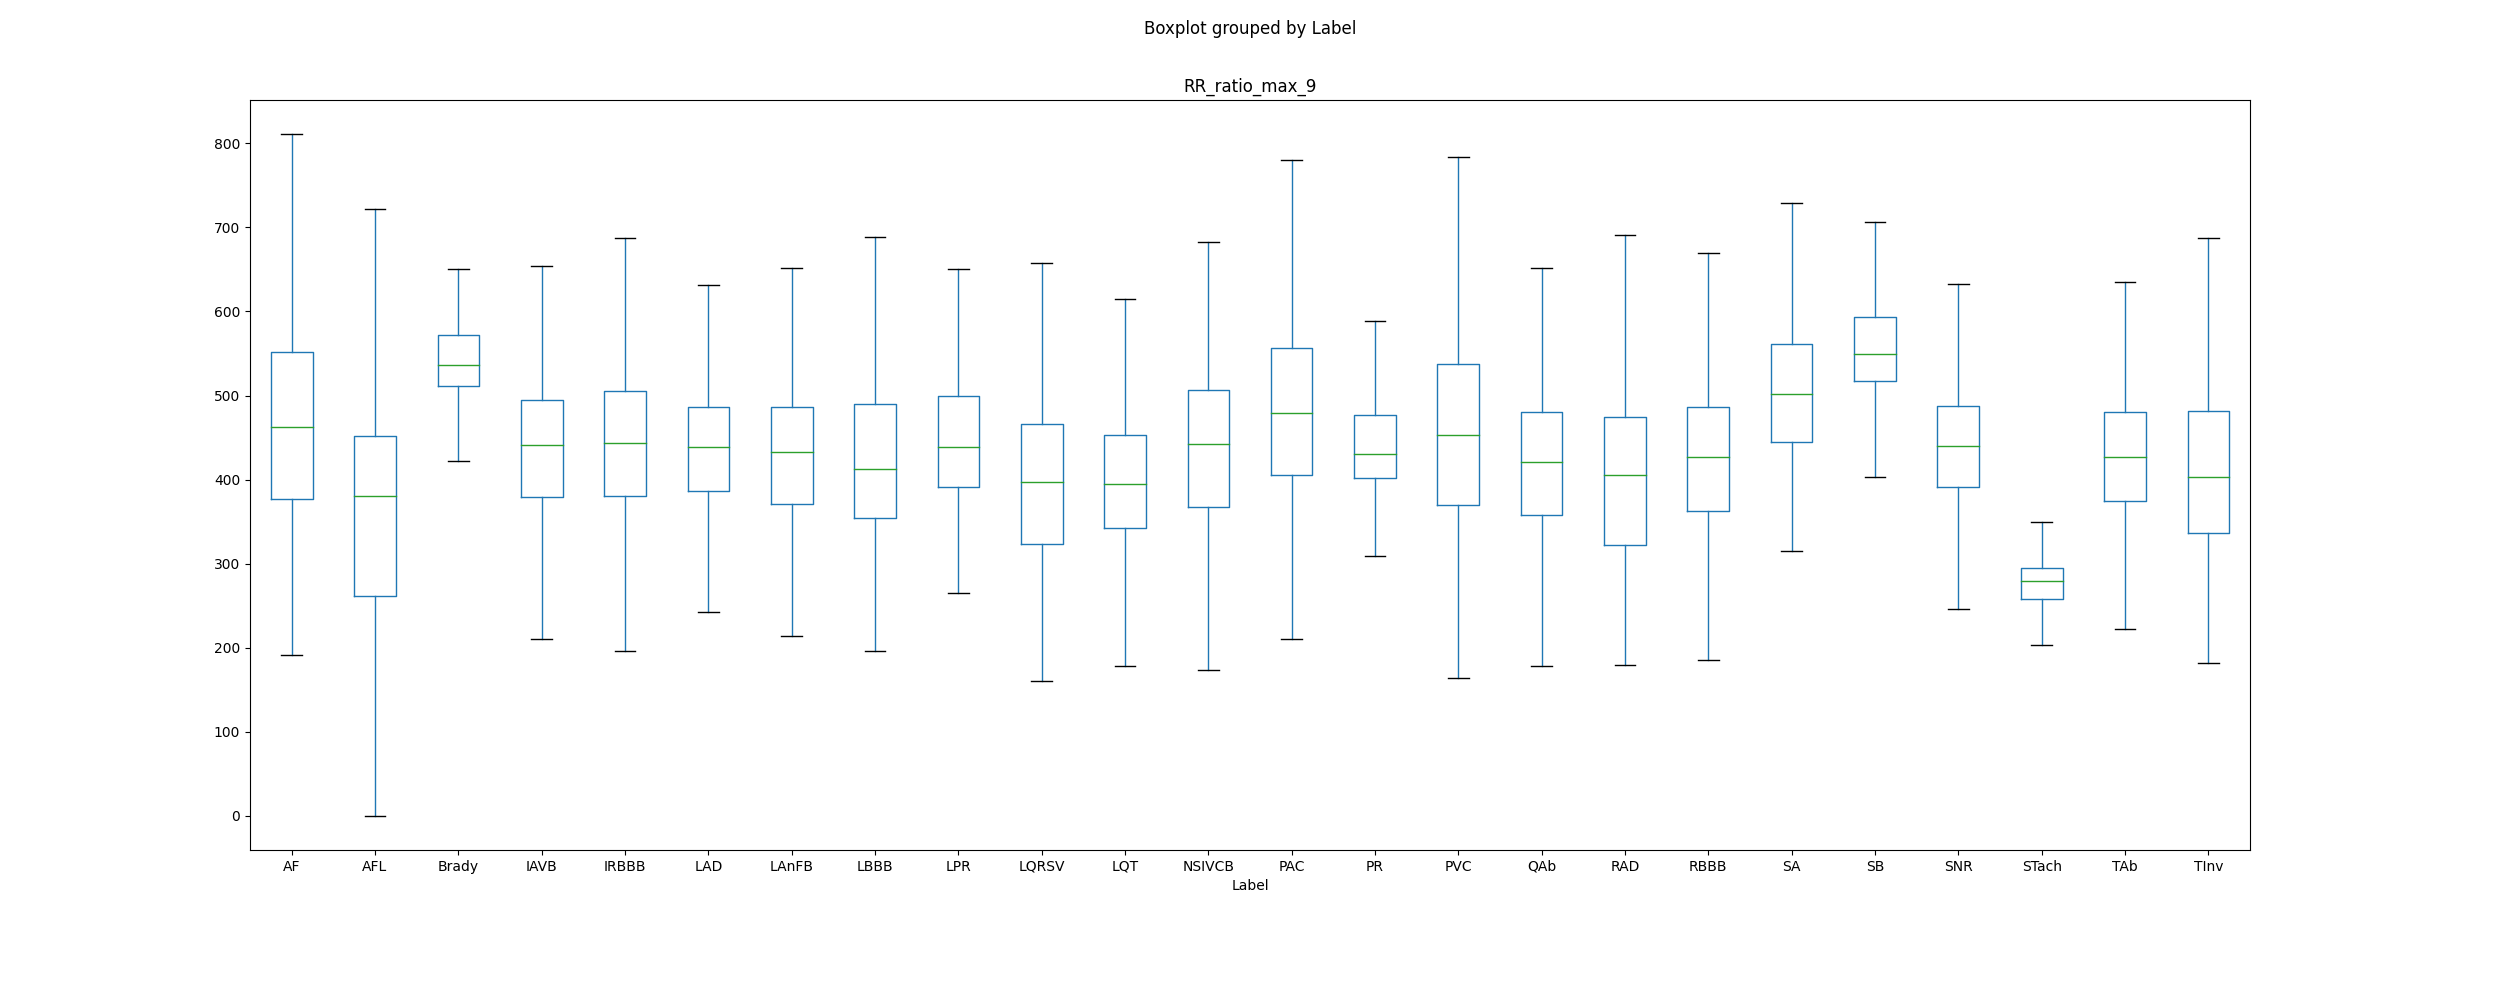 Boxplot grouped by Label
RR_ratio_max_9
800
700
600
500
400
300
200
100
0
AF AFL Brady IAVB IRBBB LAD LAnFB LBBB LPR LQRSV LQT NSIVCB PAC PR PVC QAb RAD RBBB SA SB SNR STach TAb TInv
Label